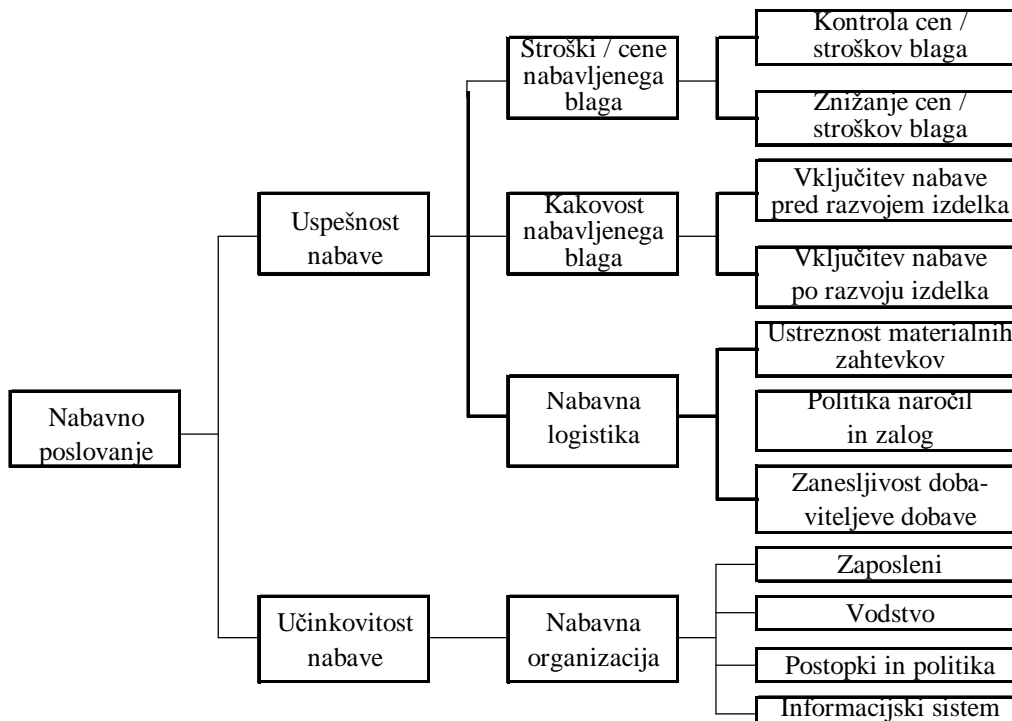 Stroški / cene
nabavljenega
blaga
Kontrola cen /
stroškov blaga
Znižanje cen /
stroškov blaga
Uspešnost
nabave
Kakovost
nabavljenega
blaga
Vključitev nabave
pred razvojem izdelka
Vključitev nabave
po razvoju izdelka
Nabavno
poslovanje
Nabavna
logistika
Ustreznost materialnih
zahtevkov
Politika naročil
in zalog
Zanesljivost doba-
viteljeve dobave
Učinkovitost
nabave
Nabavna
organizacija
Zaposleni
Vodstvo
Postopki in politika
Informacijski sistem